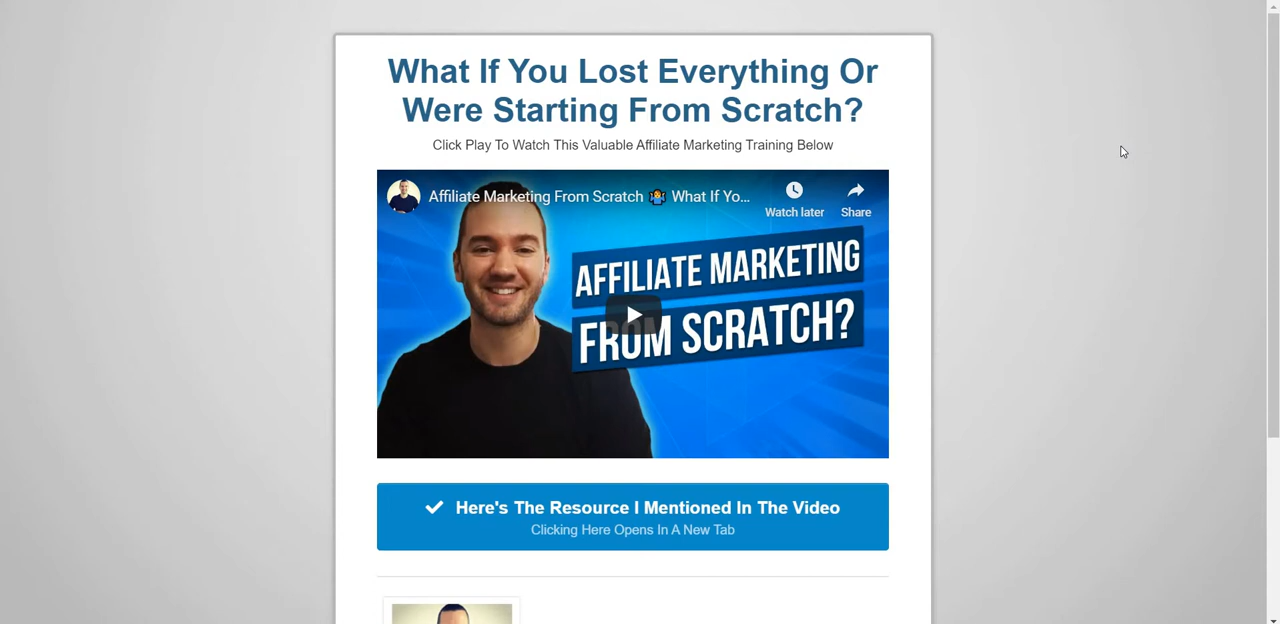 What If You Lost Everything Or
Were Starting From Scratch?
Click Play To Watch This Valuable Affiliate Marketing Training Below
Affiliate Marketing From Scratch 🤷‍♂️ What If Yo...
Watch later
Share
AFFILIATE MARKETING
FROM SCRATCH?
Here's The Resource I Mentioned In The Video
Clicking Here Opens In A New Tab